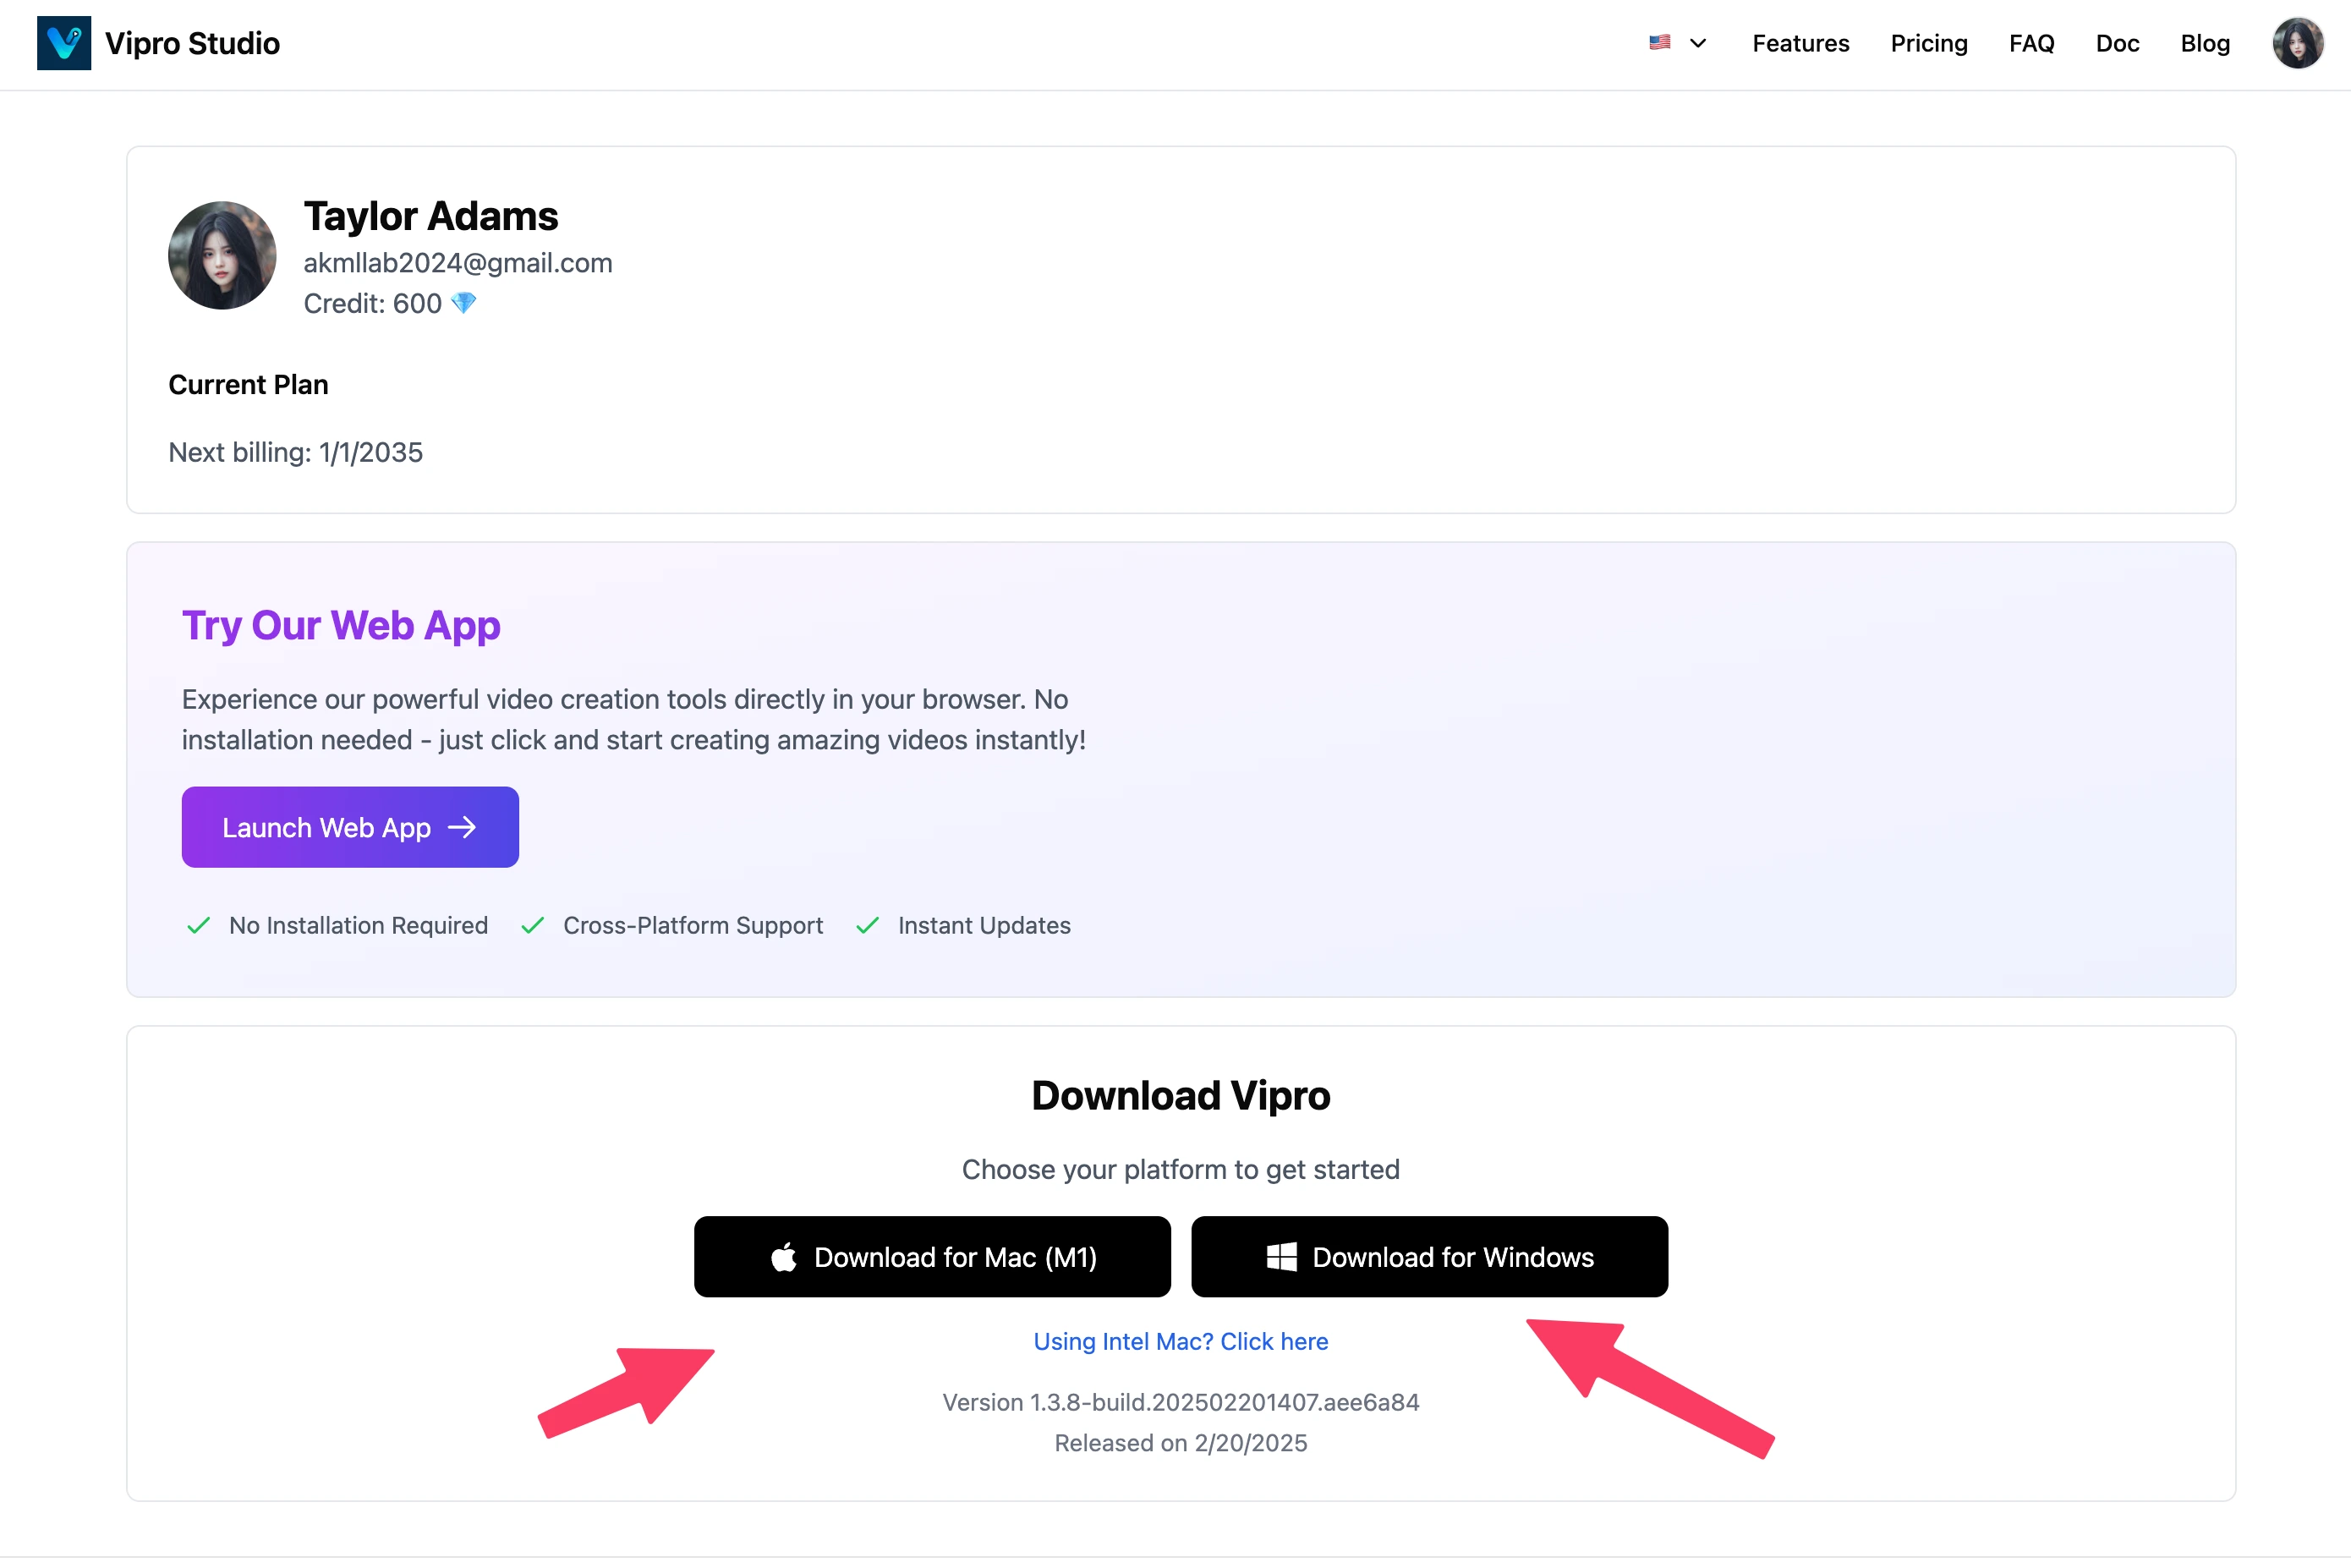 Vipro Studio
Features
Pricing
FAQ
Doc
Blog
Taylor Adams
akmllab2024@gmail.com
Credit: 600 💎
Current Plan
Next billing: 1/1/2035
Try Our Web App
Experience our powerful video creation tools directly in your browser. No
installation needed - just click and start creating amazing videos instantly!
Launch Web App →
No Installation Required
Cross-Platform Support
Instant Updates
Download Vipro
Choose your platform to get started
Download for Mac (M1)
Download for Windows
Using Intel Mac? Click here
Version 1.3.8-build.202502201407.aee6a84
Released on 2/20/2025